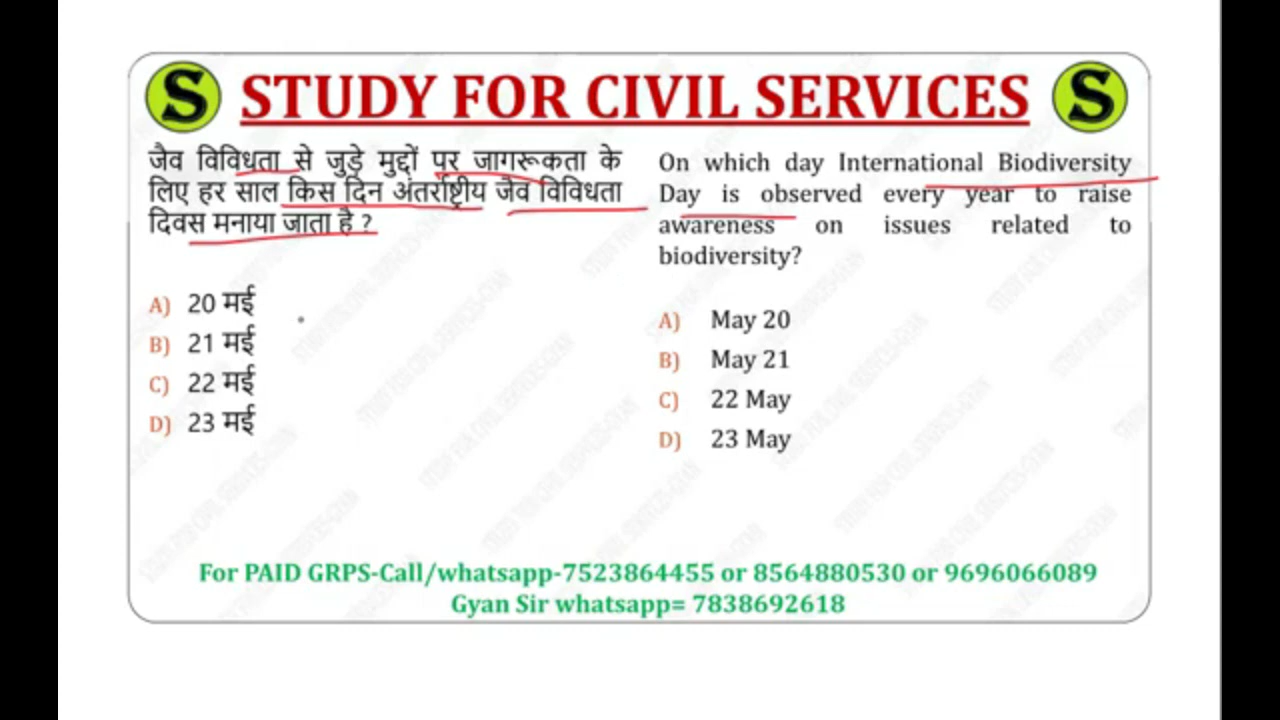 S STUDY FOR CIVIL SERVICES S
जैव विविधता से जुड़े मुद्दों पर जागरूकता के
लिए हर साल किस दिन अंतर्राष्ट्रीय जैव विविधता
दिवस मनाया जाता है ?
A) 20 मई
B) 21 मई
C) 22 मई
D) 23 मई
On which day International Biodiversity
Day is observed every year to raise
awareness on issues related to
biodiversity?
A) May 20
B) May 21
C) 22 May
D) 23 May
For PAID GRPS-Call/whatsapp-7523864455 or 8564880530 or 9696066089
Gyan Sir whatsapp= 7838692618